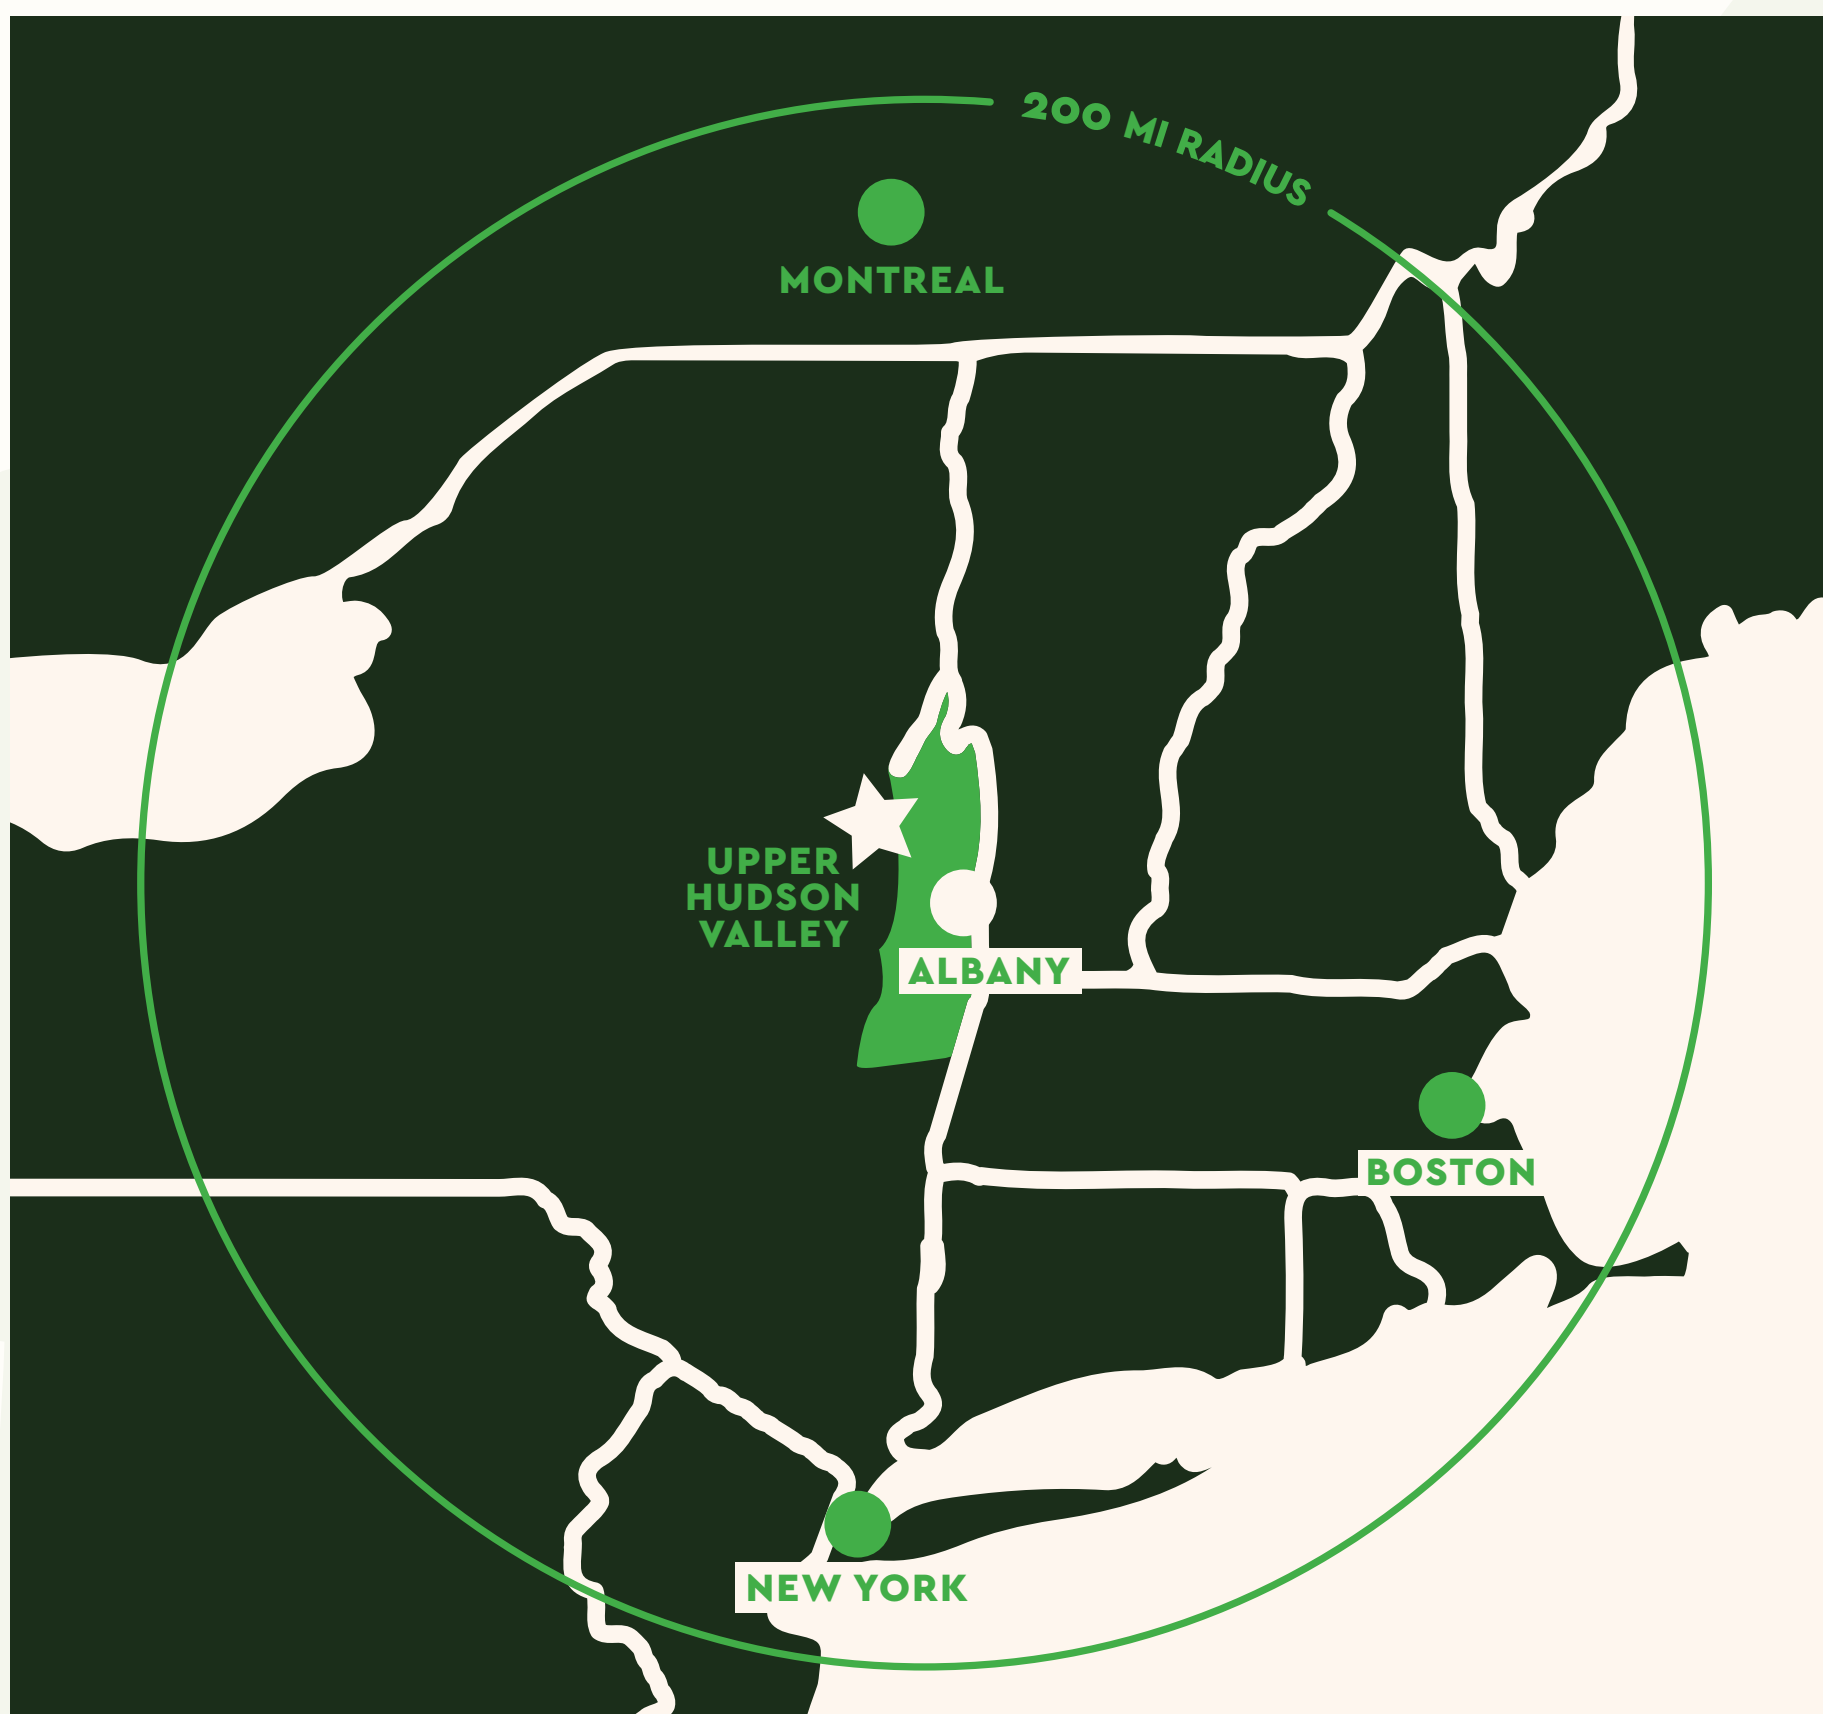 200 MI RADIUS
MONTREAL
UPPER
HUDSON
VALLEY
ALBANY
BOSTON
NEW YORK